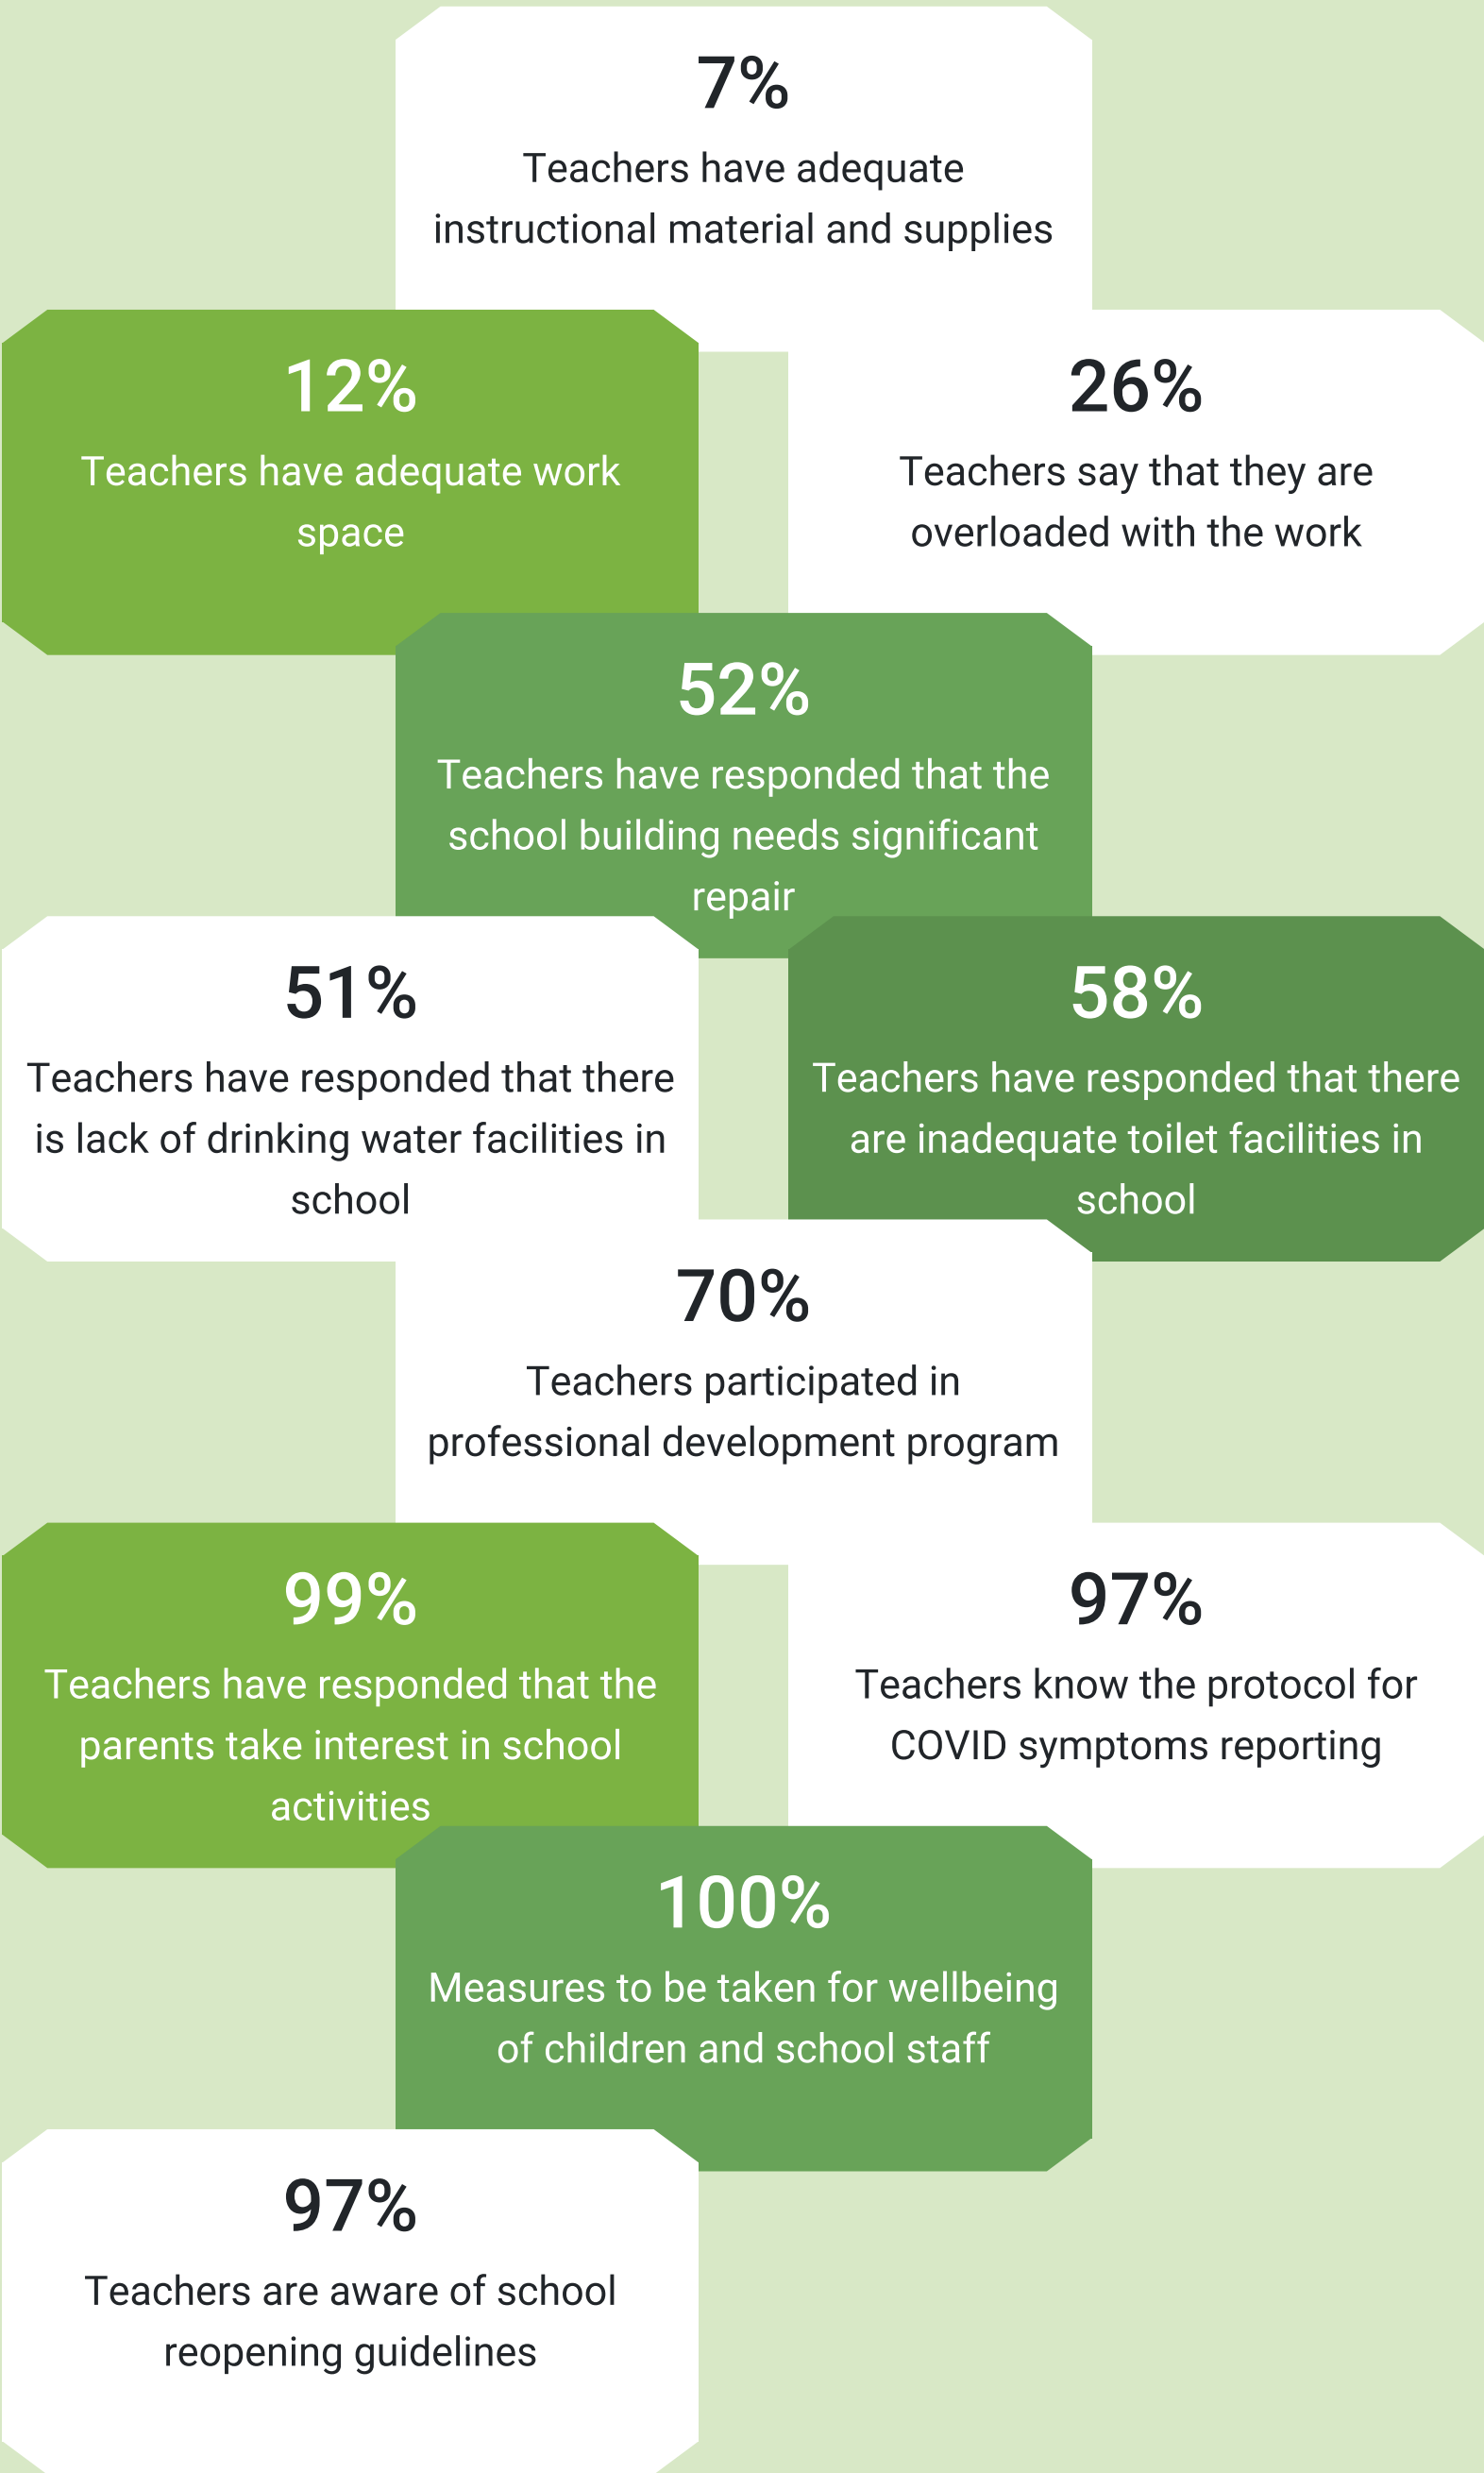 7%
Teachers have adequate
instructional material and supplies
12%
Teachers have adequate work
space
26%
Teachers say that they are
overloaded with the work
52%
Teachers have responded that the
school building needs significant
repair
51%
Teachers have responded that there
is lack of drinking water facilities in
school
58%
Teachers have responded that there
are inadequate toilet facilities in
school
70%
Teachers participated in
professional development program
99%
Teachers have responded that the
parents take interest in school
activities
97%
Teachers know the protocol for
COVID symptoms reporting
100%
Measures to be taken for wellbeing
of children and school staff
97%
Teachers are aware of school
reopening guidelines